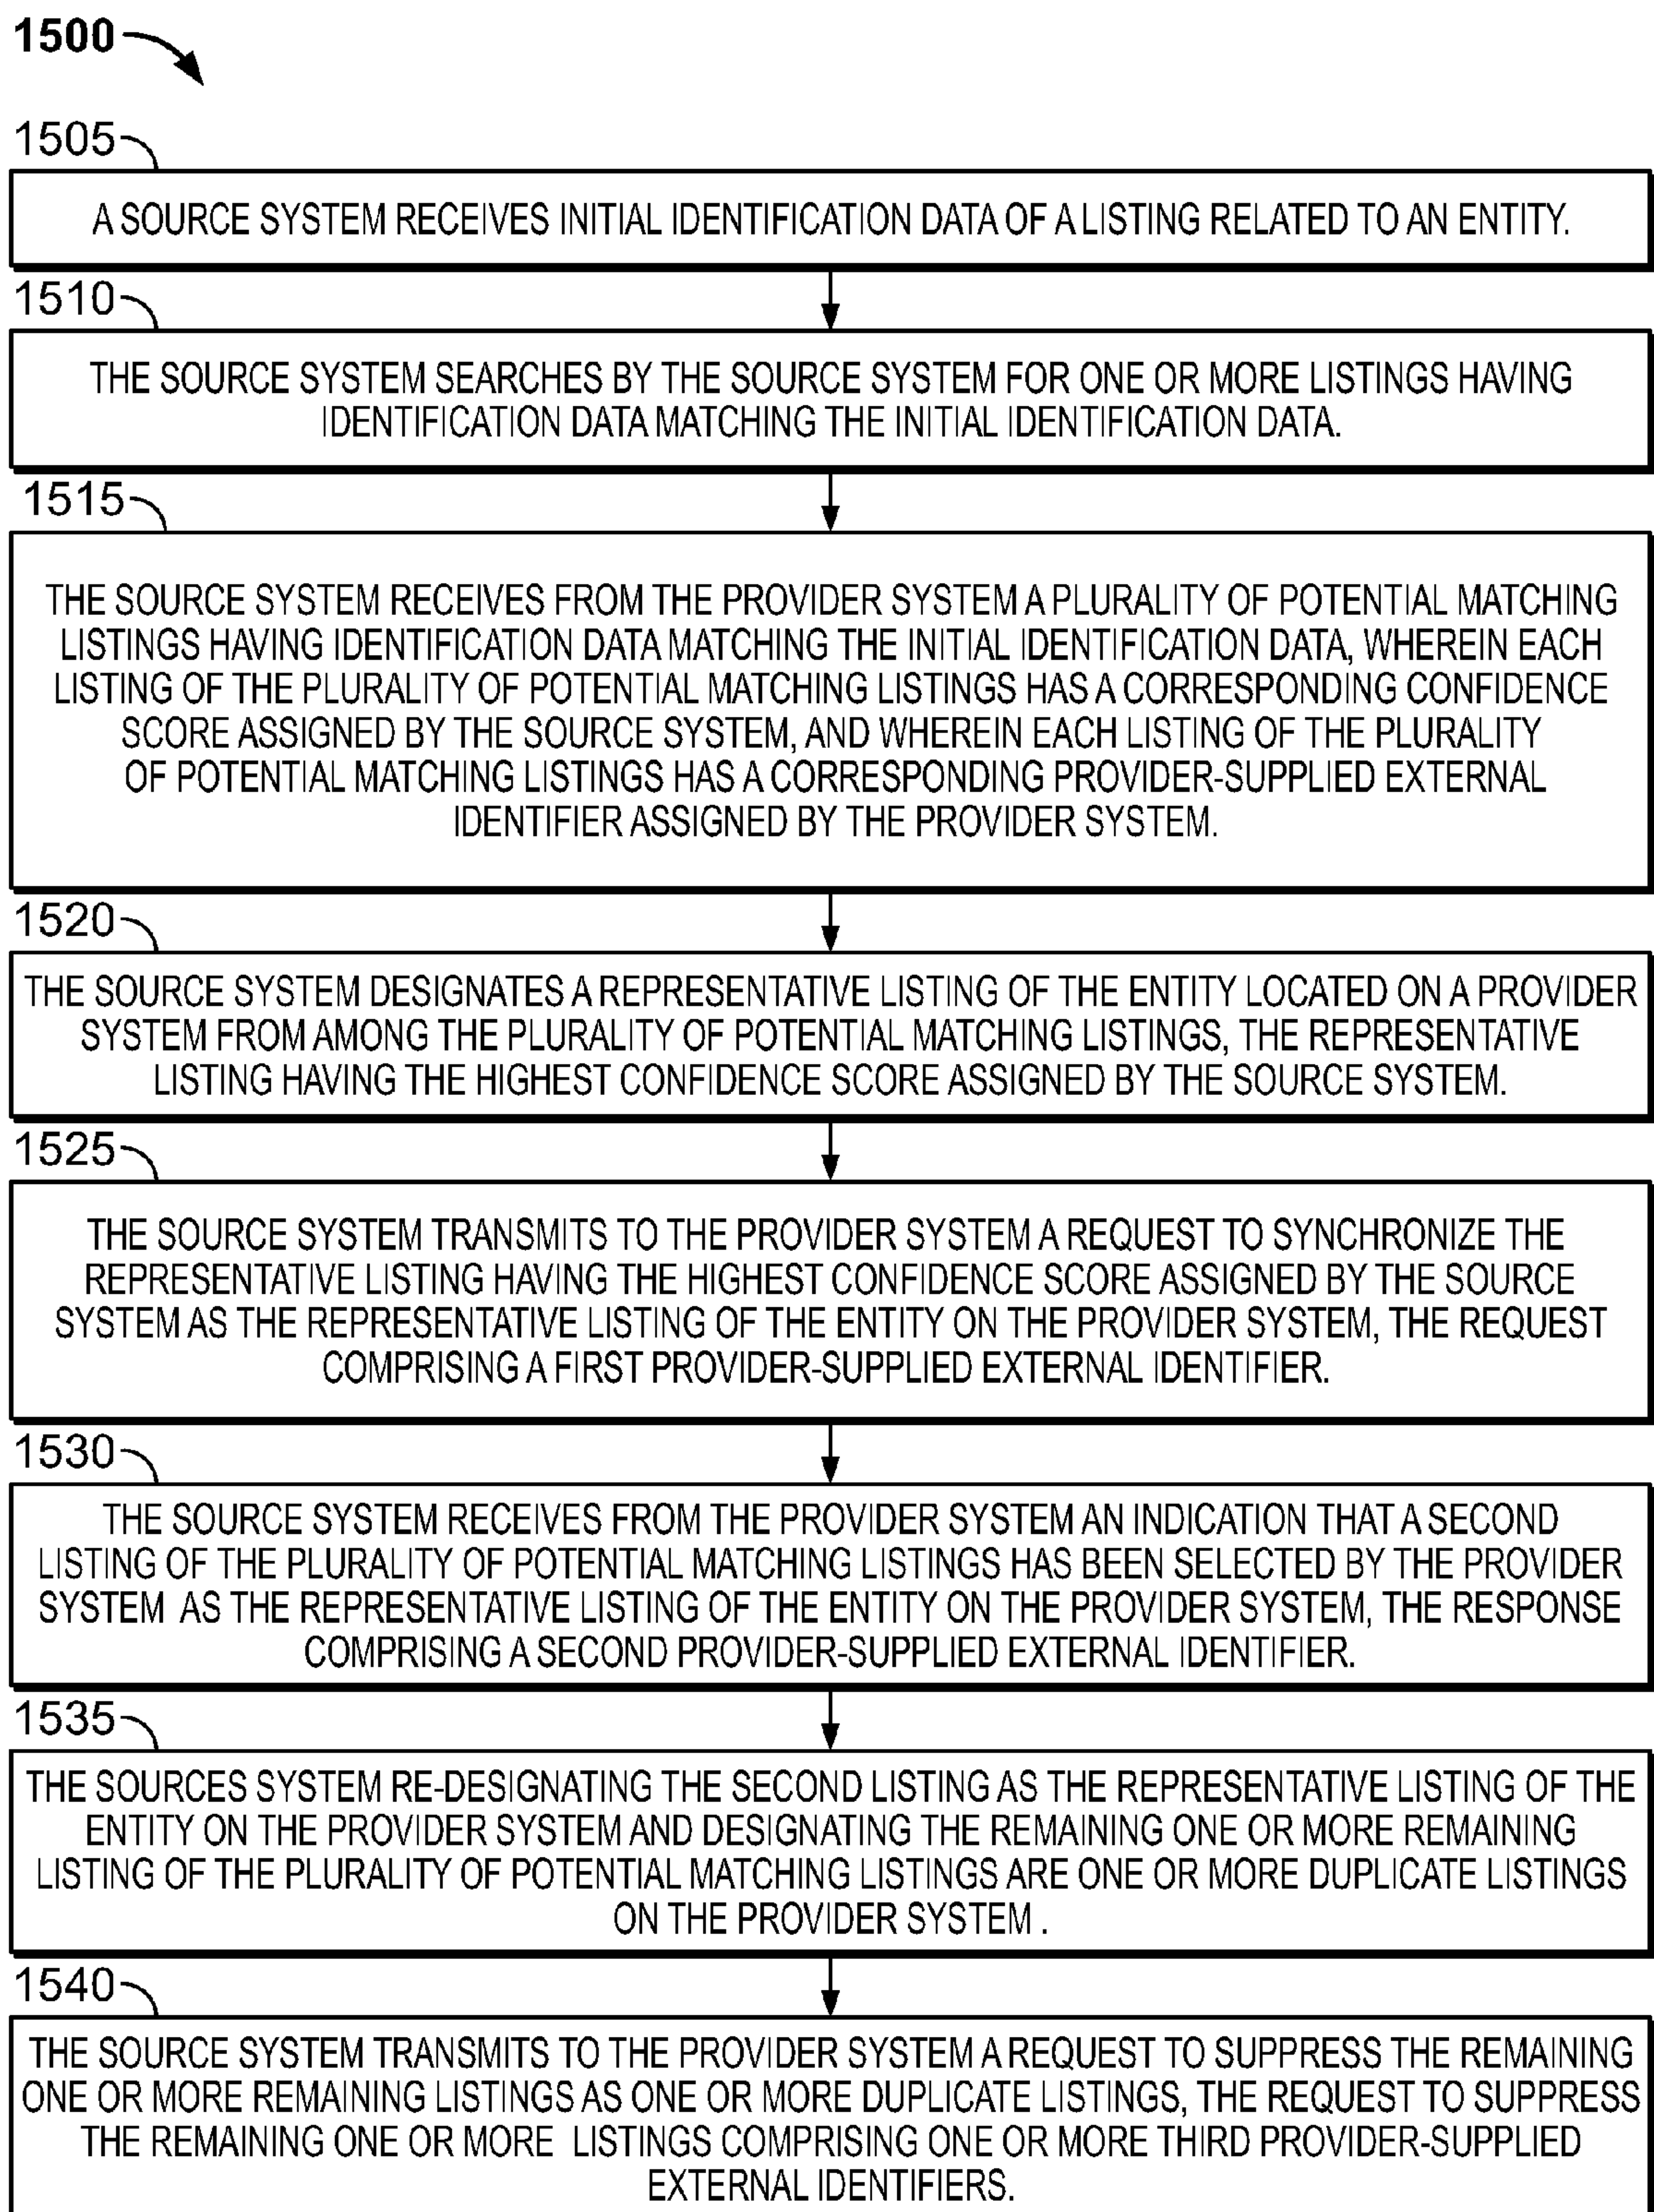 1500
1505
A SOURCE SYSTEM RECEIVES INITIAL IDENTIFICATION DATA OF A LISTING RELATED TO AN ENTITY.
1510
THE SOURCE SYSTEM SEARCHES BY THE SOURCE SYSTEM FOR ONE OR MORE LISTINGS HAVING
IDENTIFICATION DATA MATCHING THE INITIAL IDENTIFICATION DATA.
1515
THE SOURCE SYSTEM RECEIVES FROM THE PROVIDER SYSTEM A PLURALITY OF POTENTIAL MATCHING
LISTINGS HAVING IDENTIFICATION DATA MATCHING THE INITIAL IDENTIFICATION DATA, WHEREIN EACH
LISTING OF THE PLURALITY OF POTENTIAL MATCHING LISTINGS HAS A CORRESPONDING CONFIDENCE
SCORE ASSIGNED BY THE SOURCE SYSTEM, AND WHEREIN EACH LISTING OF THE PLURALITY
OF POTENTIAL MATCHING LISTINGS HAS A CORRESPONDING PROVIDER-SUPPLIED EXTERNAL
IDENTIFIER ASSIGNED BY THE PROVIDER SYSTEM.
1520
THE SOURCE SYSTEM DESIGNATES A REPRESENTATIVE LISTING OF THE ENTITY LOCATED ON A PROVIDER
SYSTEM FROM AMONG THE PLURALITY OF POTENTIAL MATCHING LISTINGS, THE REPRESENTATIVE
LISTING HAVING THE HIGHEST CONFIDENCE SCORE ASSIGNED BY THE SOURCE SYSTEM.
1525
THE SOURCE SYSTEM TRANSMITS TO THE PROVIDER SYSTEM A REQUEST TO SYNCHRONIZE THE
REPRESENTATIVE LISTING HAVING THE HIGHEST CONFIDENCE SCORE ASSIGNED BY THE SOURCE
SYSTEM AS THE REPRESENTATIVE LISTING OF THE ENTITY ON THE PROVIDER SYSTEM, THE REQUEST
COMPRISING A FIRST PROVIDER-SUPPLIED EXTERNAL IDENTIFIER.
1530
THE SOURCE SYSTEM RECEIVES FROM THE PROVIDER SYSTEM AN INDICATION THAT A SECOND
LISTING OF THE PLURALITY OF POTENTIAL MATCHING LISTINGS HAS BEEN SELECTED BY THE PROVIDER
SYSTEM AS THE REPRESENTATIVE LISTING OF THE ENTITY ON THE PROVIDER SYSTEM, THE RESPONSE
COMPRISING A SECOND PROVIDER-SUPPLIED EXTERNAL IDENTIFIER.
1535
THE SOURCES SYSTEM RE-DESIGNATING THE SECOND LISTING AS THE REPRESENTATIVE LISTING OF THE
ENTITY ON THE PROVIDER SYSTEM AND DESIGNATING THE REMAINING ONE OR MORE REMAINING
LISTING OF THE PLURALITY OF POTENTIAL MATCHING LISTINGS ARE ONE OR MORE DUPLICATE LISTINGS
ON THE PROVIDER SYSTEM .
1540
THE SOURCE SYSTEM TRANSMITS TO THE PROVIDER SYSTEM A REQUEST TO SUPPRESS THE REMAINING
ONE OR MORE REMAINING LISTINGS AS ONE OR MORE DUPLICATE LISTINGS, THE REQUEST TO SUPPRESS
THE REMAINING ONE OR MORE LISTINGS COMPRISING ONE OR MORE THIRD PROVIDER-SUPPLIED
EXTERNAL IDENTIFIERS.